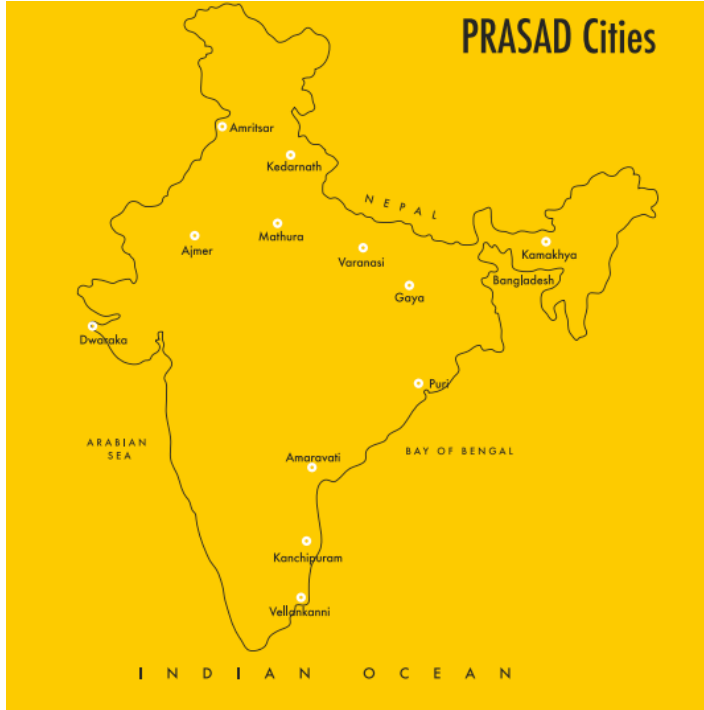 PRASAD Cities
Amritsar
Kedarnath
NEPAL
Ajmer
Mathura
Varanasi
Kamakhya
Bangladesh
Gaya
Dwaraka
Puri
ARABIAN
SEA
BAY OF BENGAL
Amaravati
Kanchipuram
Vellankanni
INDIAN OCEAN